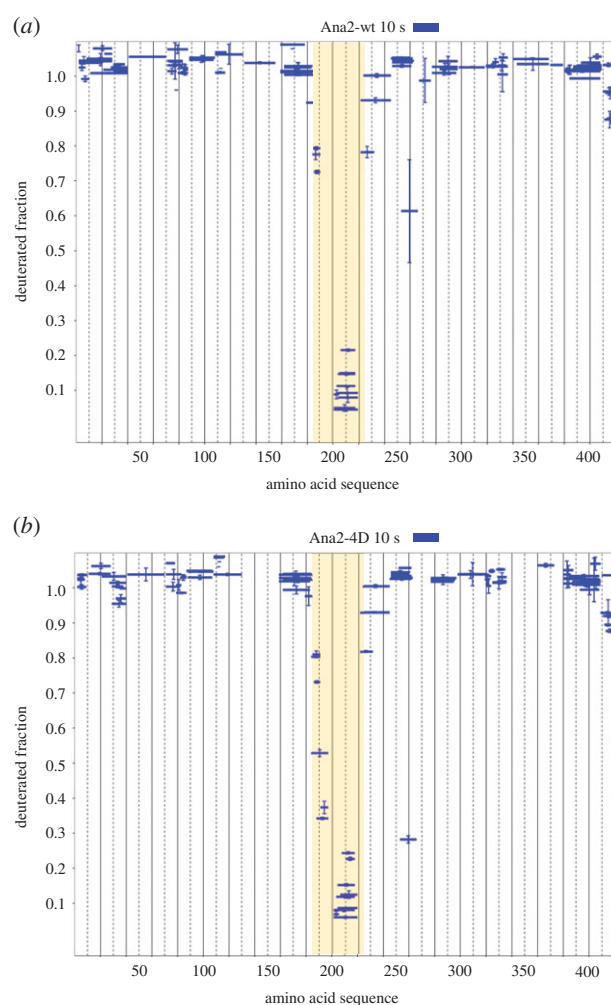 (a)
Ana2-wt 10 s
1.0
0.9
0.8
0.7
0.6
0.5
0.4
0.3
0.2
0.1
deuterated fraction
50 100 150 200 250 300 350 400
amino acid sequence
(b)
Ana2-4D 10 s
1.0
0.9
0.8
0.7
0.6
0.5
0.4
0.3
0.2
0.1
deuterated fraction
50 100 150 200 250 300 350 400
amino acid sequence